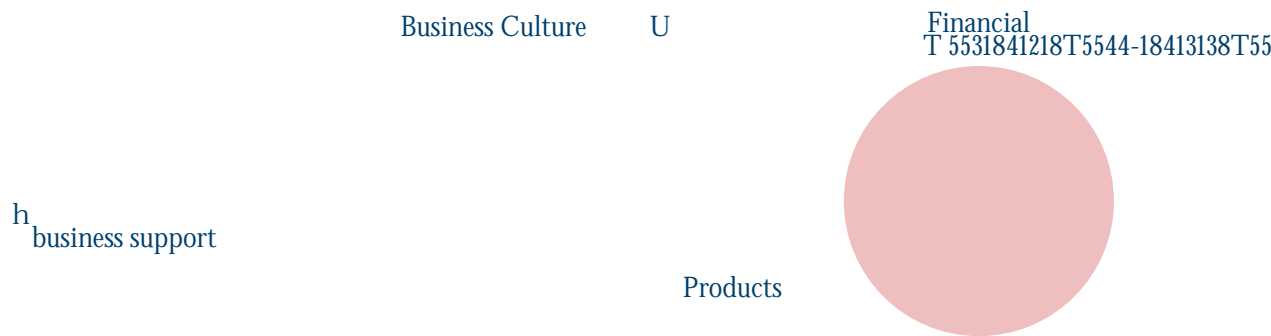 Business Culture U Financial
T 5531841218T5544-18413138T55
h
business support
Products